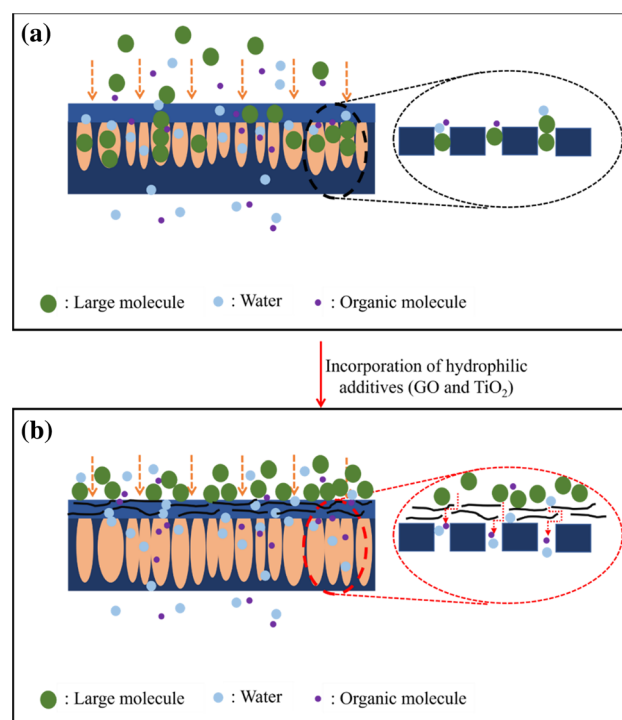 (a)
: Large molecule : Water : Organic molecule
Incorporation of hydrophilic
additives (GO and TiO₂)
(b)
: Large molecule : Water : Organic molecule